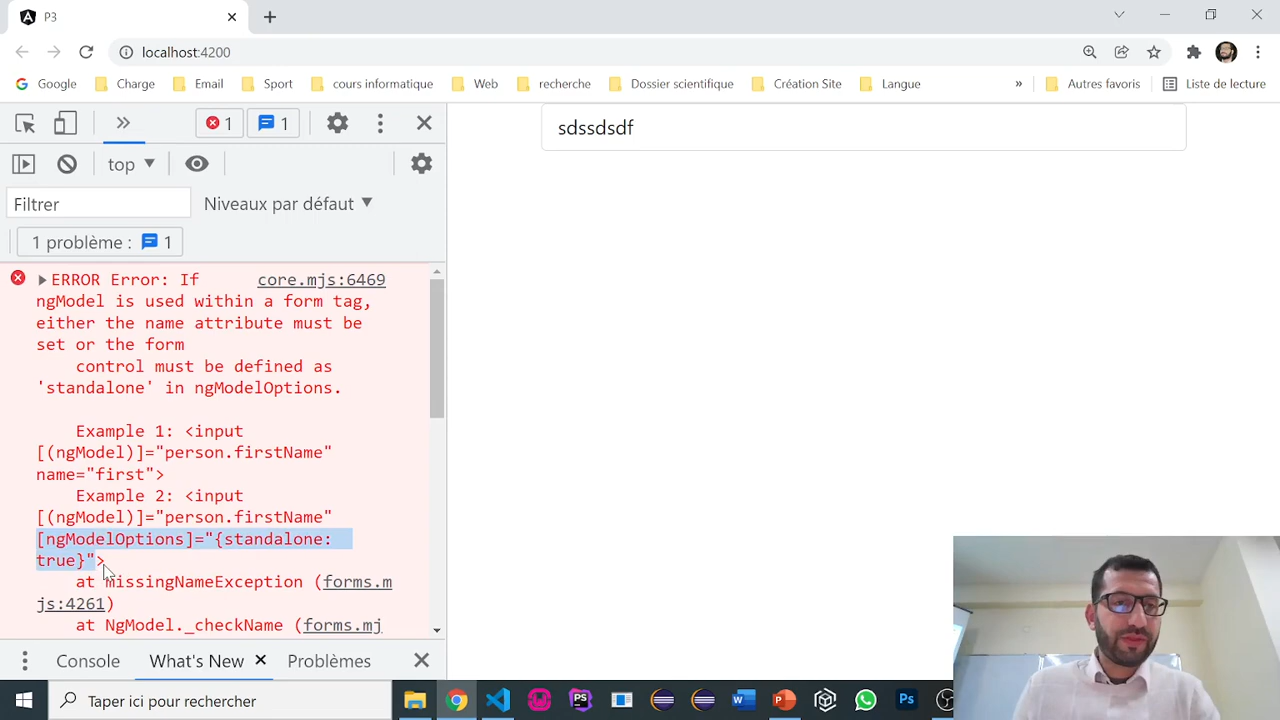 P3
localhost:4200
Google Charge Email Sport cours informatique Web recherche Dossier scientifique Création Site Langue » Autres favoris Liste de lecture
1 1
top
Filtrer Niveaux par défaut
1 problème : 1
ERROR Error: If core.mjs:6469
ngModel is used within a form tag,
either the name attribute must be
set or the form
control must be defined as
'standalone' in ngModelOptions.
Example 1: <input
[(ngModel)]="person.firstName"
name="first">
Example 2: <input
[(ngModel)]="person.firstName"
[ngModelOptions]="{standalone:
true}">
at missingNameException (forms.m
js:4261)
at NgModel._checkName (forms.mj
Console What's New Problèmes
sdssdsdf
Taper ici pour rechercher
PS W P Ps